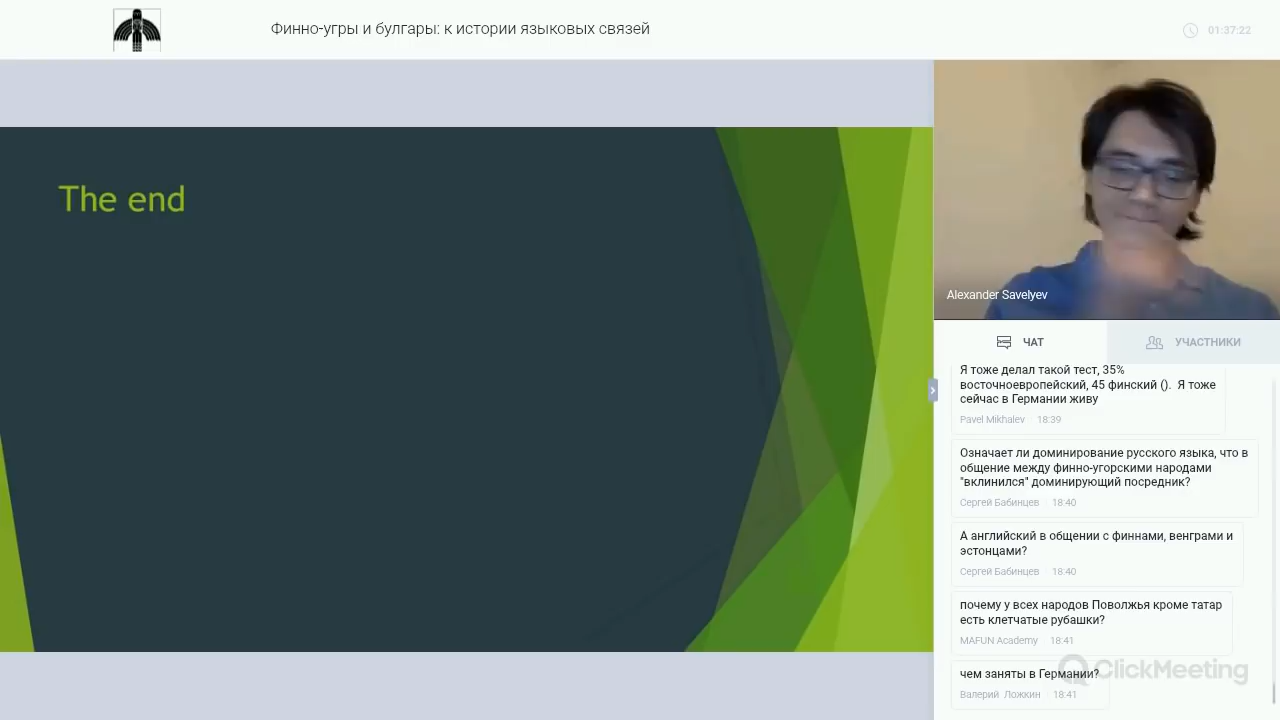 Финно-угры и булгары: к истории языковых связей
01:37:22
The end
Alexander Savelyev
ЧАТ
УЧАСТНИКИ
Я тоже делал такой тест, 35%
восточноевропейский, 45 финский (). Я тоже
сейчас в Германии живу
Pavel Mikhalev · 18:39
Означает ли доминирование русского языка, что в
общение между финно-угорскими народами
"вклинился" доминирующий посредник?
Сергей Бабинцев · 18:40
А английский в общении с финнами, венграми и
эстонцами?
Сергей Бабинцев · 18:40
почему у всех народов Поволжья кроме татар
есть клетчатые рубашки?
MAFUN Academy · 18:41
чем заняты в Германии?
Валерий Ложкин · 18:41
ClickMeeting